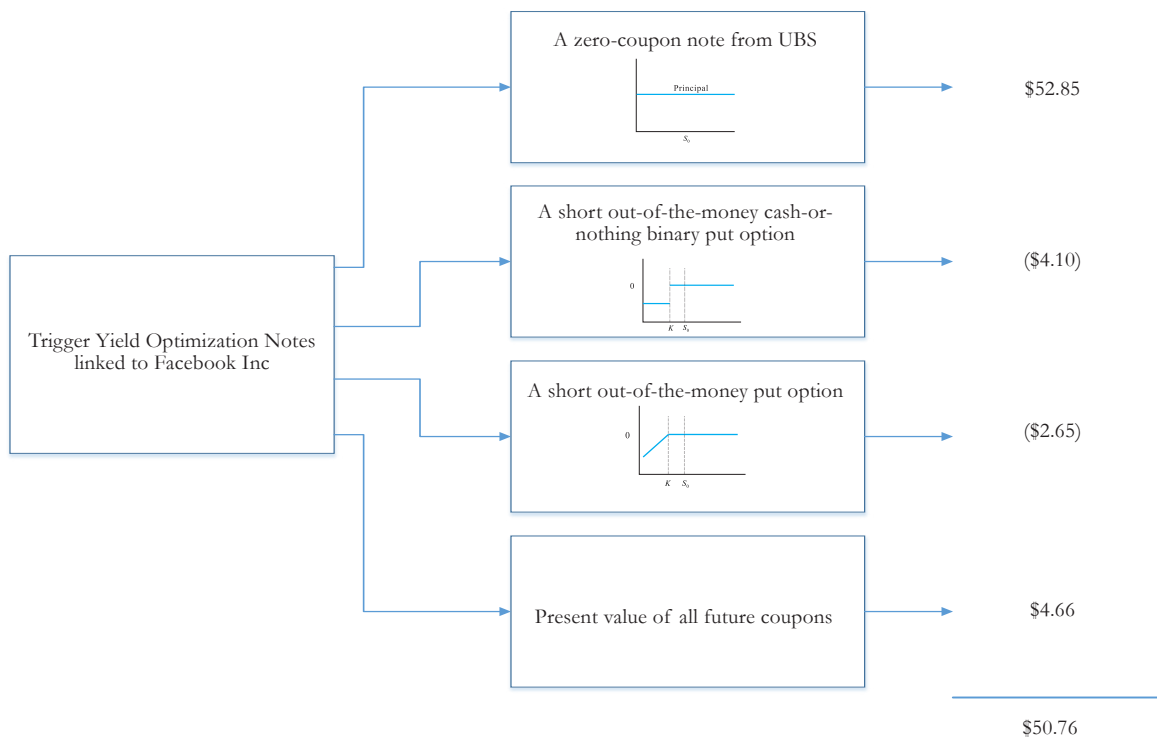 A zero-coupon note from UBS
Principal
S0
$52.85
A short out-of-the-money cash-or-
nothing binary put option
0
K S0
($4.10)
Trigger Yield Optimization Notes
linked to Facebook Inc
A short out-of-the-money put option
0
K S0
($2.65)
Present value of all future coupons
$4.66
$50.76